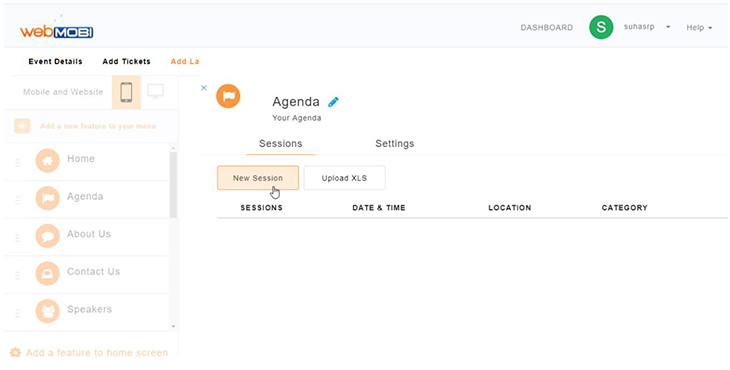 webMOBI
DASHBOARD S suhasrp Help
Event Details Add Tickets Add La
Mobile and Website
Agenda
Your Agenda
Add a new feature to your menu
Sessions Settings
Home
New Session Upload XLS
Agenda
SESSIONS DATE & TIME LOCATION CATEGORY
About Us
Contact Us
Speakers
Add a feature to home screen